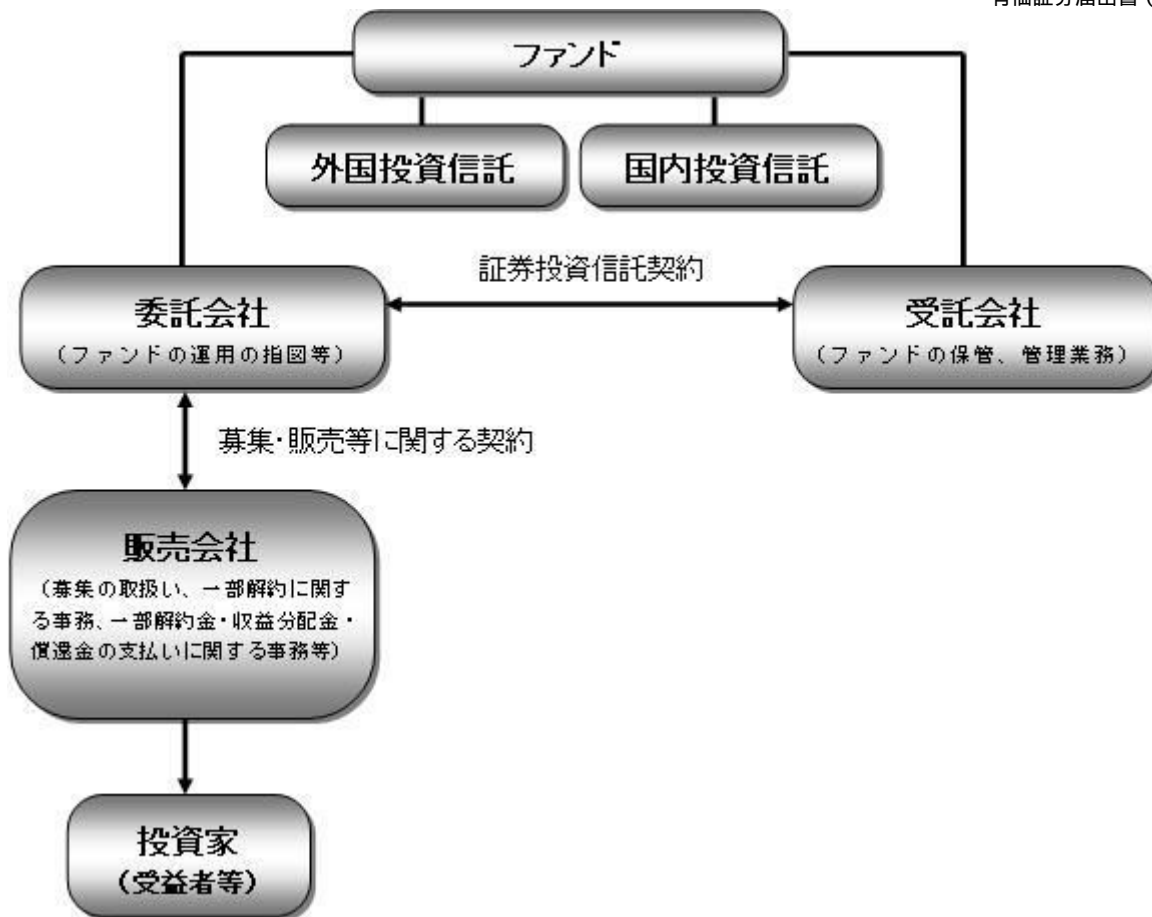 ファンド
外国投資信託
国内投資信託
証券投資信託契約
委託会社
（ファンドの運用の指図等）
受託会社
（ファンドの保管、管理業務）
募集・販売等に関する契約
販売会社
（募集の取扱い、一部解約に関す
る事務、一部解約金・収益分配金・
償還金の支払いに関する事務等）
投資家
（受益者等）